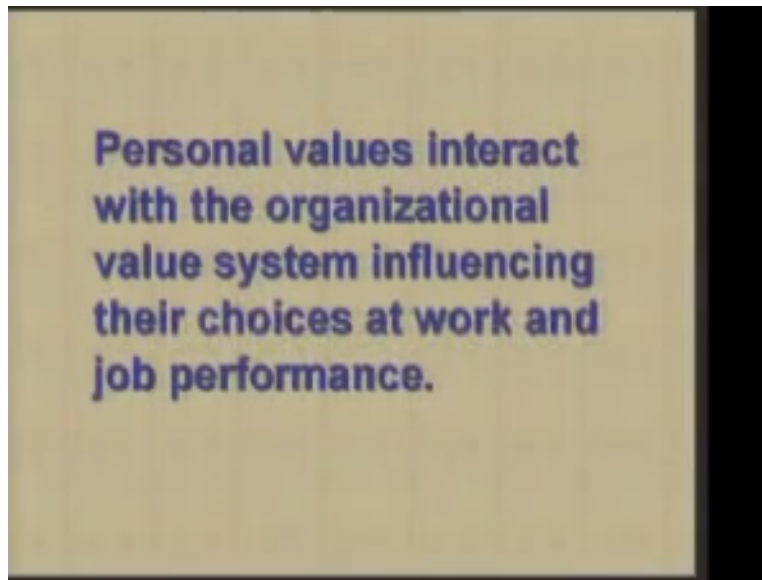 Personal values interact
with the organizational
value system influencing
their choices at work and
job performance.